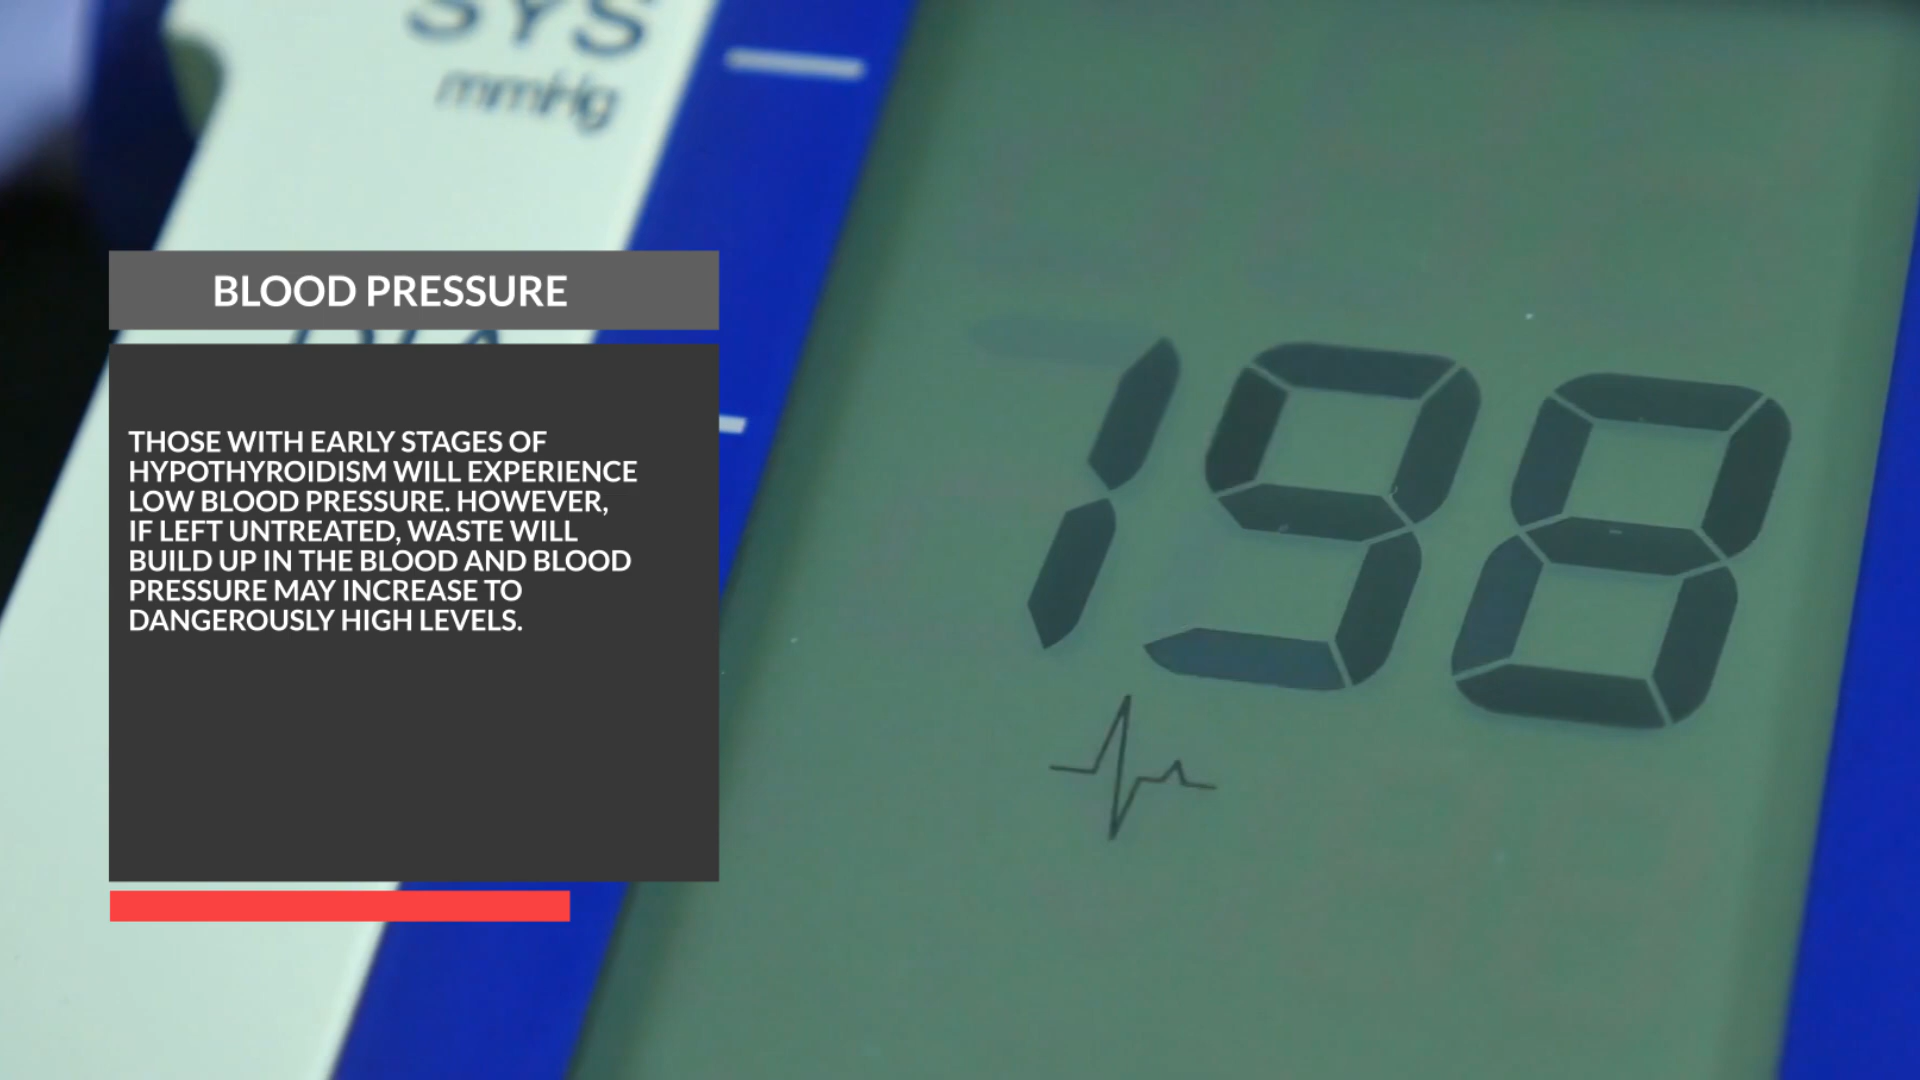 SYS
mmHg
BLOOD PRESSURE
THOSE WITH EARLY STAGES OF
HYPOTHYROIDISM WILL EXPERIENCE
LOW BLOOD PRESSURE. HOWEVER,
IF LEFT UNTREATED, WASTE WILL
BUILD UP IN THE BLOOD AND BLOOD
PRESSURE MAY INCREASE TO
DANGEROUSLY HIGH LEVELS.
198